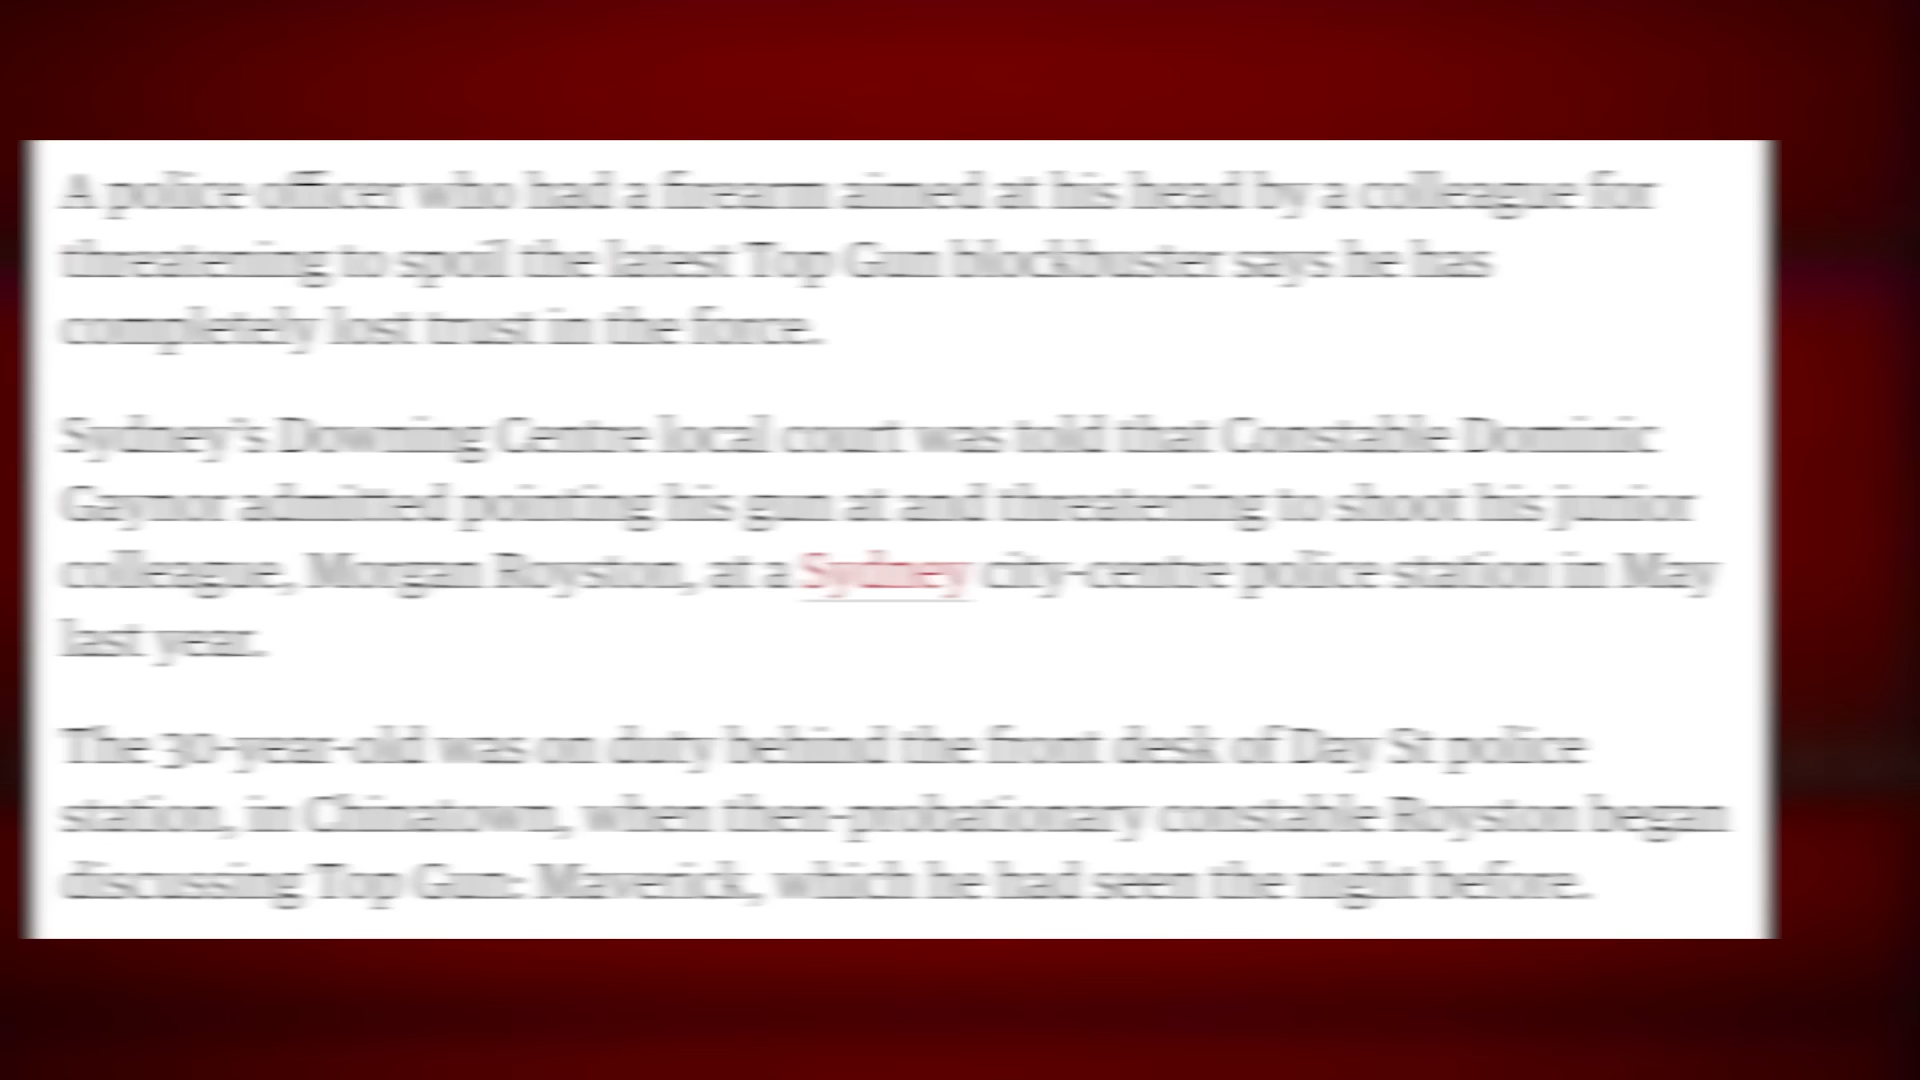 A police officer who had a firearm aimed at his head by a colleague for
threatening to spoil the latest Top Gun blockbuster says he has
completely lost trust in the force.
Sydney's Downing Centre local court was told that Constable Dominic
Gaynor admitted pointing his gun at and threatening to shoot his junior
colleague, Morgan Royston, at a Sydney city-centre police station in May
last year.
The 30-year-old was on duty behind the front desk of Day St police
station, in Chinatown, when then-probationary constable Royston began
discussing Top Gun: Maverick, which he had seen the night before.